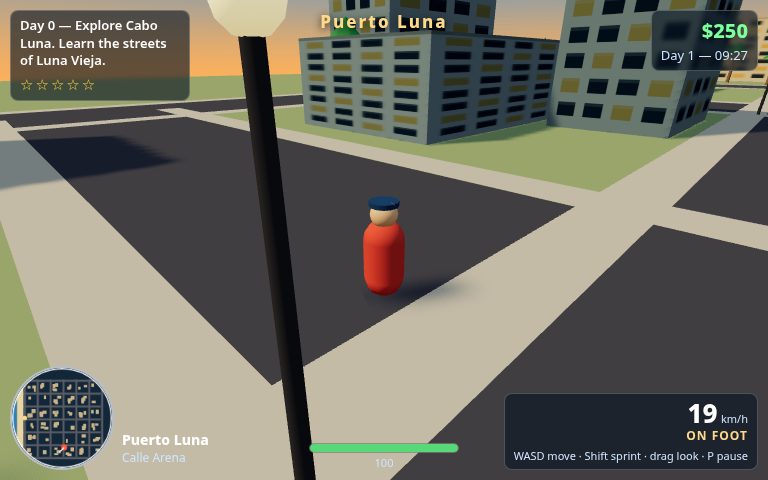 Day 0 — Explore Cabo
Luna. Learn the streets
of Luna Vieja.
☆☆☆☆☆
Puerto Luna
$250
Day 1 — 09:27
Puerto Luna
Calle Arena
100
19 km/h
ON FOOT
WASD move · Shift sprint · drag look · P pause